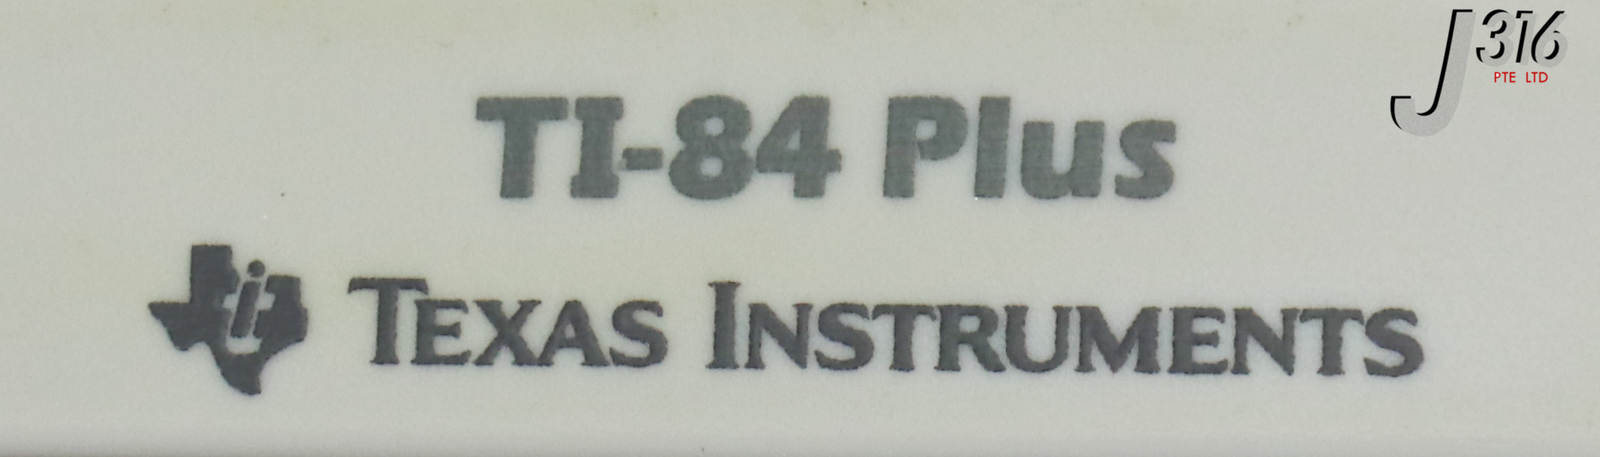 J316
PTE LTD
TI-84 Plus
TEXAS INSTRUMENTS